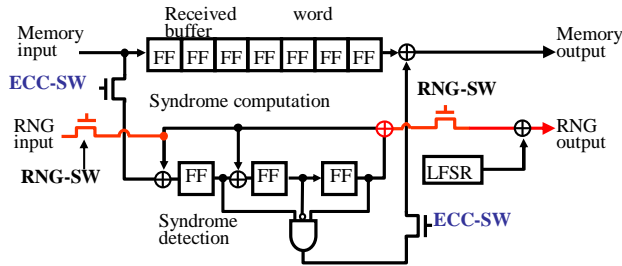 Received word
Memory input
buffer
Memory output
FF FF FF FF FF FF FF
ECC-SW
RNG-SW
Syndrome computation
RNG input
RNG output
RNG-SW
FF FF FF
LFSR
Syndrome detection
ECC-SW